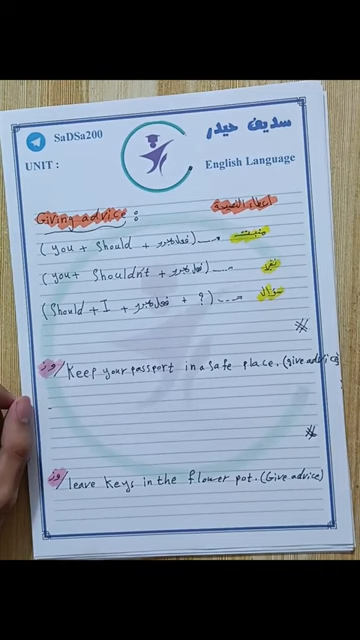 SaDSa200
سديف حيدر
UNIT :
English Language
Giving advice :
اعطاء النصيحة
(you + Should + فعل مجرد) مثبت
(you + Shouldn't + فعل مجرد) نفي
(Should + I + فعل مجرد + ?) سؤال
Keep your passport in a safe place. (give advice)
leave keys in the flower pot. (Give advice)